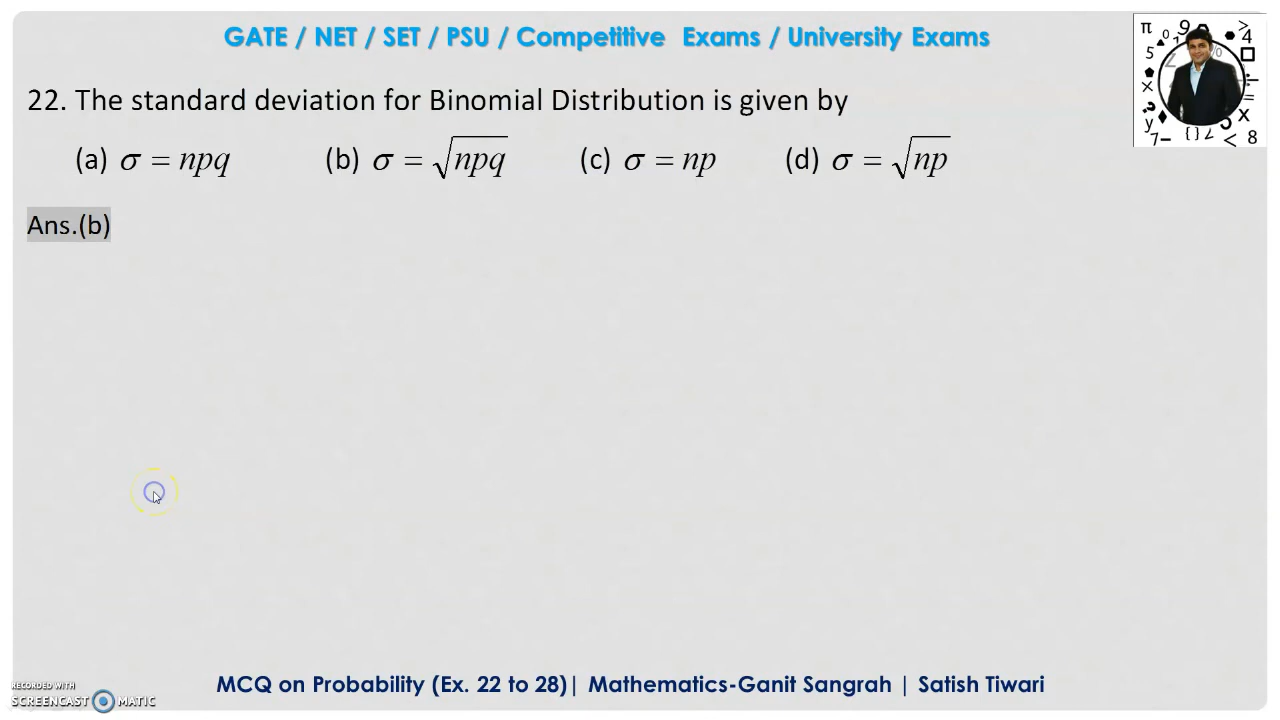 GATE / NET / SET / PSU / Competitive Exams / University Exams
22. The standard deviation for Binomial Distribution is given by
(a) σ = npq (b) σ = √npq (c) σ = np (d) σ = √np
Ans.(b)
RECORDED WITH
SCREENCAST MATIC
MCQ on Probability (Ex. 22 to 28)| Mathematics-Ganit Sangrah | Satish Tiwari